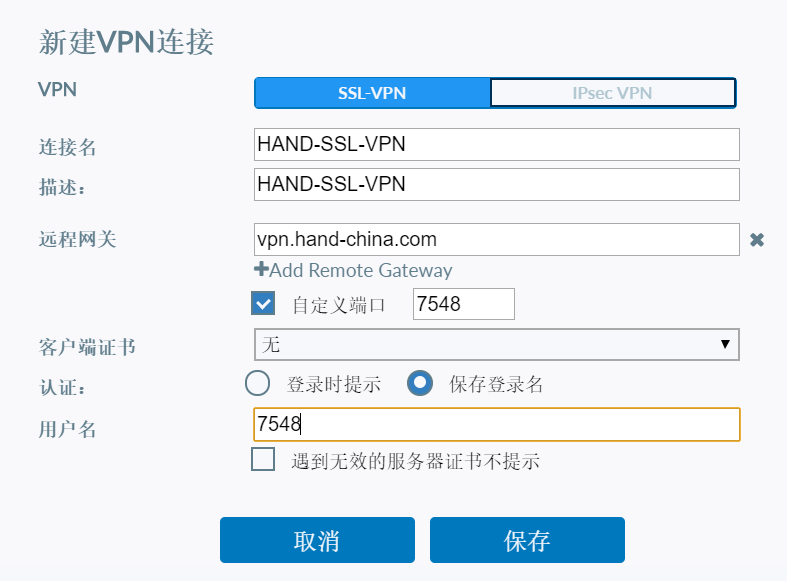 新建VPN连接
VPN SSL-VPN IPsec VPN
连接名 HAND-SSL-VPN
描述: HAND-SSL-VPN
远程网关 vpn.hand-china.com
Add Remote Gateway
自定义端口 7548
客户端证书 无
认证: 登录时提示 保存登录名
用户名 7548
遇到无效的服务器证书不提示
取消 保存